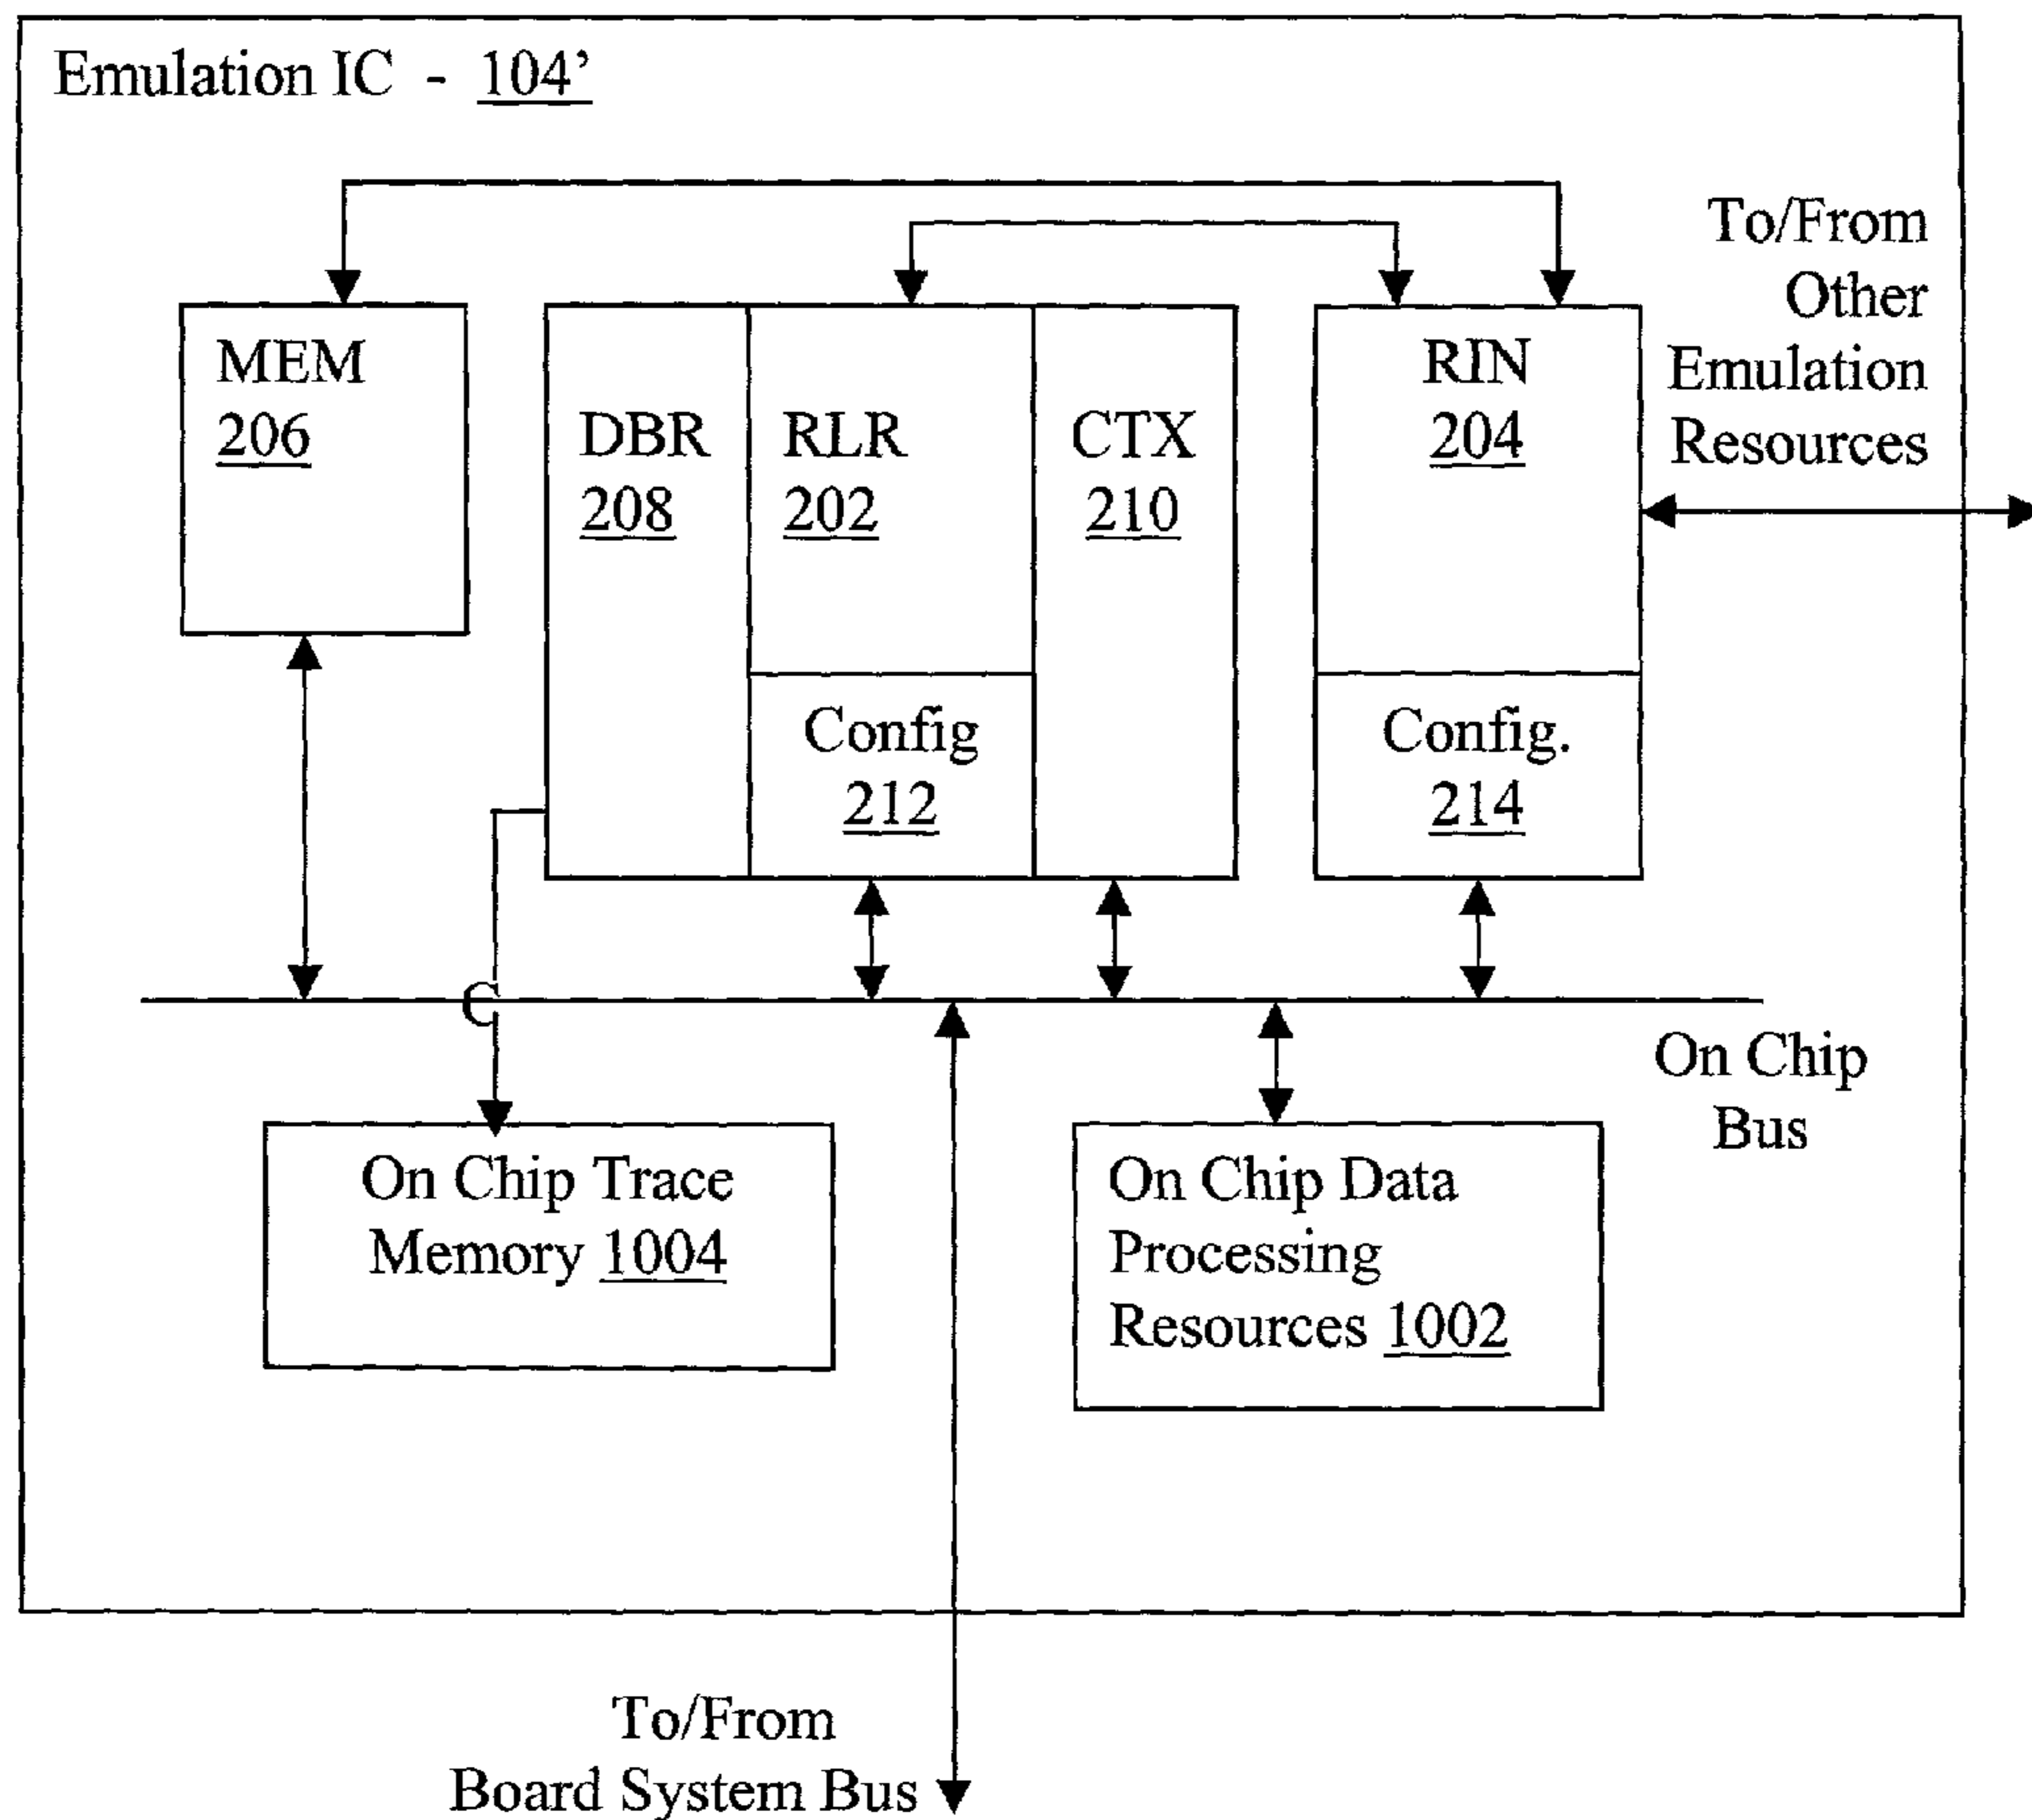 Emulation IC - 104’
To/From
Other
Emulation
Resources
MEM
206
DBR
208
RLR
202
CTX
210
RIN
204
Config
212
Config.
214
On Chip
Bus
On Chip Trace
Memory 1004
On Chip Data
Processing
Resources 1002
To/From
Board System Bus